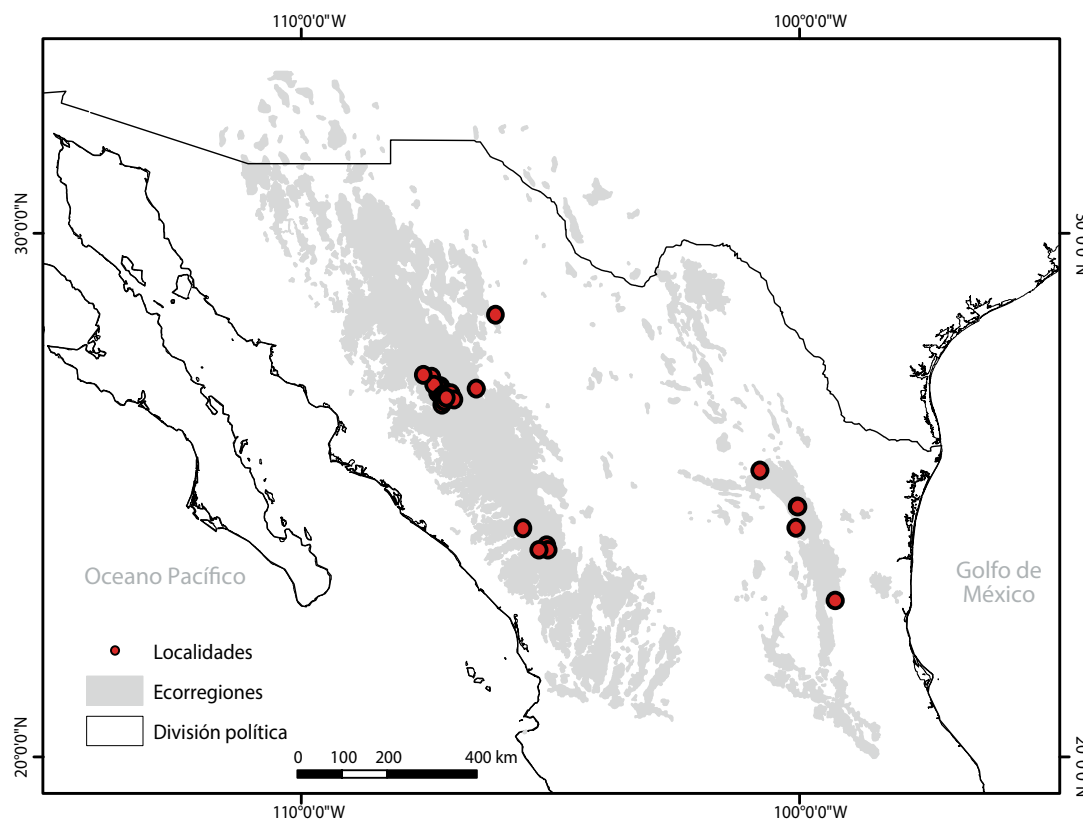 110°0'0"W
100°0'0"W
30°0'0"N
30°0'0"N
Oceano Pacífico
Golfo de
México
Localidades
Ecorregiones
División política
0 100 200 400 km
20°0'0"N
20°0'0"N
110°0'0"W
100°0'0"W